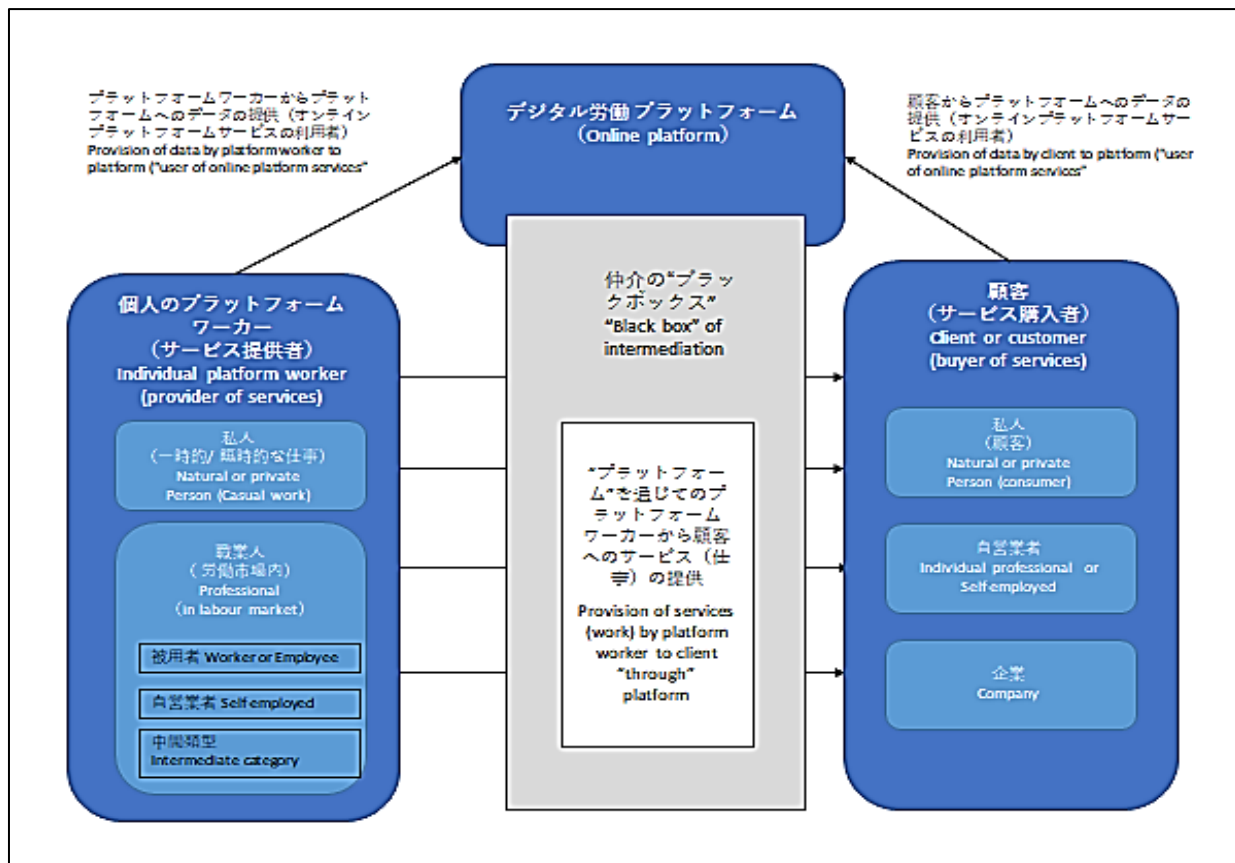 プラットフォームワーカーからプラット
フォームへのデータの提供（オンライン
プラットフォームサービスの利用者）
Provision of data by platform worker to
platform ("user of online platform services"
デジタル労働プラットフォーム
（Online platform）
顧客からプラットフォームへのデータの
提供（オンラインプラットフォームサー
ビスの利用者）
Provision of data by client to platform ("user
of online platform services"
個人のプラットフォーム
ワーカー
（サービス提供者）
Individual platform worker
(provider of services)
私人
（一時的/ 臨時的な仕事）
Natural or private
Person (Casual work)
職業人
（労働市場内）
Professional
（in labour market）
被用者 Worker or Employee
自営業者 Self employed
中間類型
Intermediate category
仲介の“ブラッ
クボックス”
“Black box” of
intermediation
“プラットフォー
ム”を通じてのプ
ラットフォーム
ワーカーから顧客
へのサービス（仕
事）の提供
Provision of services
(work) by platform
worker to client
“through”
platform
顧客
（サービス購入者）
Client or customer
(buyer of services)
私人
（顧客）
Natural or private
Person (consumer)
自営業者
Individual professional or
Self-employed
企業
Company